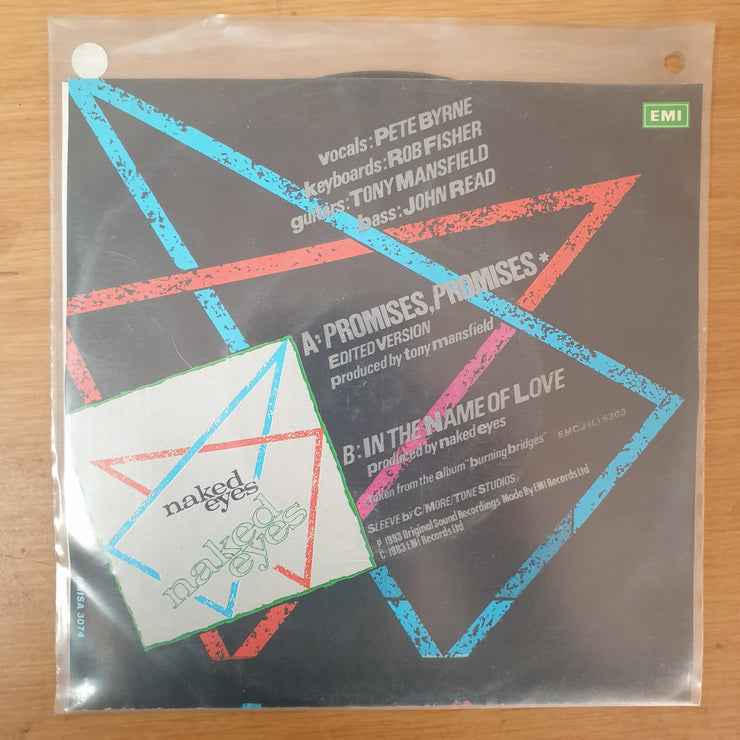 EMI
vocals: PETE BYRNE
keyboards: ROB FISHER
guitars: TONY MANSFIELD
bass: JOHN READ
A: PROMISES, PROMISES *
EDITED VERSION
produced by tony mansfield
B: IN THE NAME OF LOVE
produced by naked eyes
taken from the album "burning bridges" EMCJ (L) 5303
SLEEVE by C/MORE/TONE STUDIOS
P 1983 Original Sound Recordings Made By EMI Records Ltd
C 1983 EMI Records Ltd
naked
eyes
naked
eyes
EMISA 3074